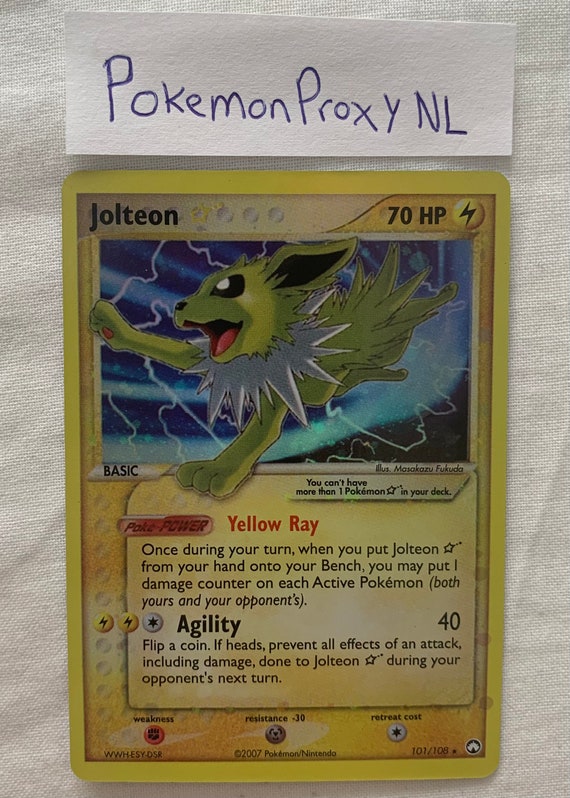 PokemonProxyNL
Jolteon ☆
70 HP
BASIC
Illus. Masakazu Fukuda
You can't have
more than 1 Pokémon ☆ in your deck.
Poké-POWER Yellow Ray
Once during your turn, when you put Jolteon ☆
from your hand onto your Bench, you may put 1
damage counter on each Active Pokémon (both
yours and your opponent's).
Agility 40
Flip a coin. If heads, prevent all effects of an attack,
including damage, done to Jolteon ☆ during your
opponent's next turn.
weakness resistance -30 retreat cost
WWH-ESY-DSR ©2007 Pokémon/Nintendo 101/108 ★